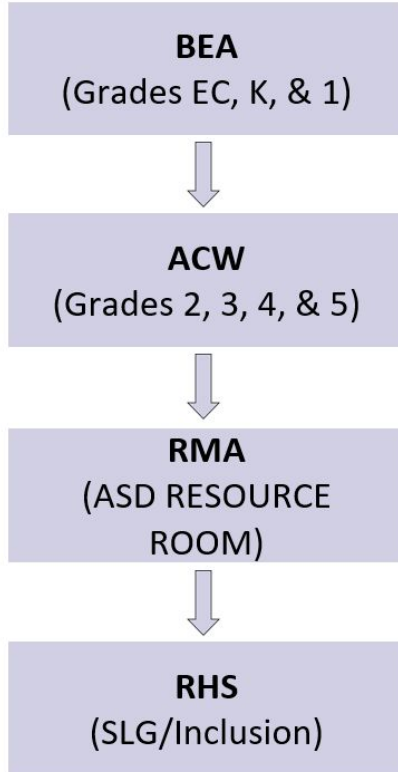 BEA
(Grades EC, K, & 1)
ACW
(Grades 2, 3, 4, & 5)
RMA
(ASD RESOURCE
ROOM)
RHS
(SLG/Inclusion)